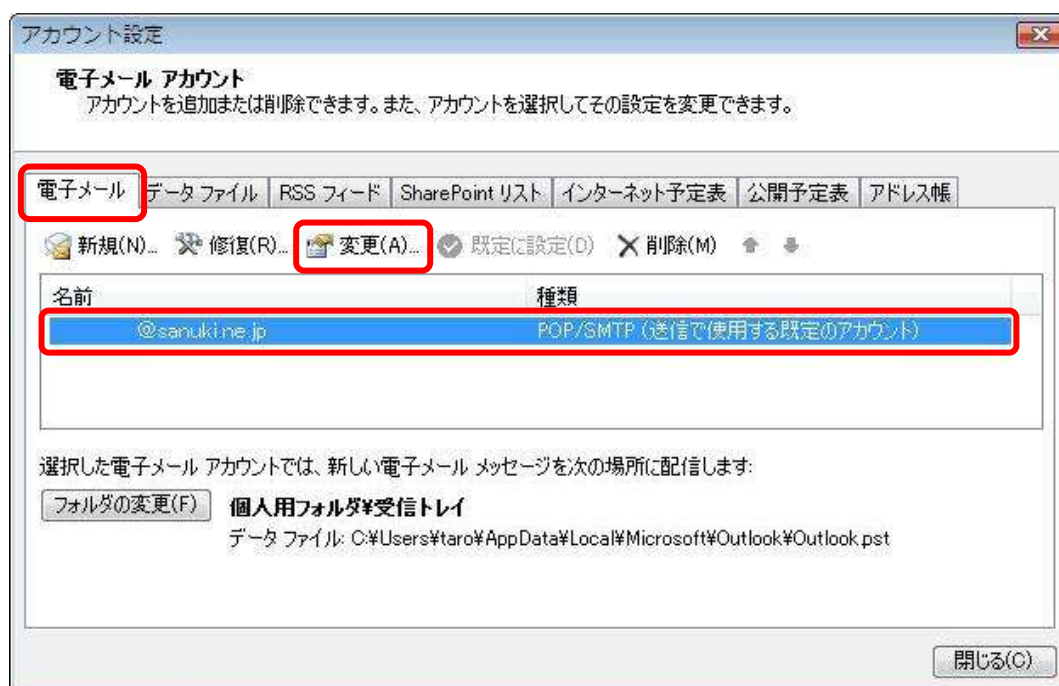 アカウント設定
電子メール アカウント
アカウントを追加または削除できます。また、アカウントを選択してその設定を変更できます。
電子メール データ ファイル RSS フィード SharePoint リスト インターネット予定表 公開予定表 アドレス帳
新規(N)... 修復(R)... 変更(A)... 既定に設定(D) 削除(M)
名前 種類
@sanuki.ne.jp POP/SMTP (送信で使用する既定のアカウント)
選択した電子メール アカウントでは、新しい電子メール メッセージを次の場所に配信します:
フォルダの変更(F) 個人用フォルダ¥受信トレイ
データ ファイル: C:¥Users¥taro¥AppData¥Local¥Microsoft¥Outlook¥Outlook.pst
閉じる(C)